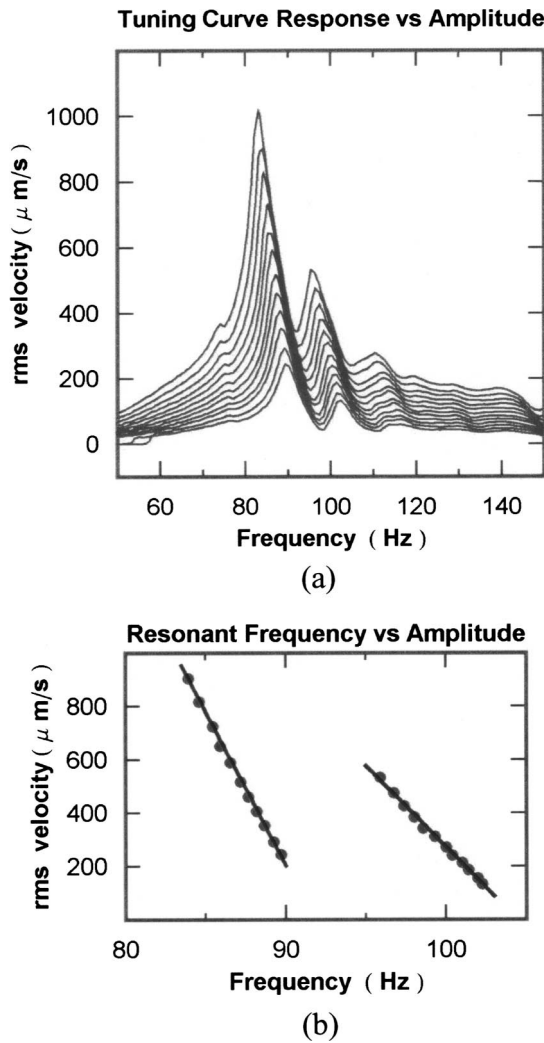 Tuning Curve Response vs Amplitude
1000
800
600
400
200
0
rms velocity ( μ m/s )
60 80 100 120 140
Frequency ( Hz )
(a)
Resonant Frequency vs Amplitude
800
600
400
200
rms velocity ( μ m/s )
80 90 100
Frequency ( Hz )
(b)